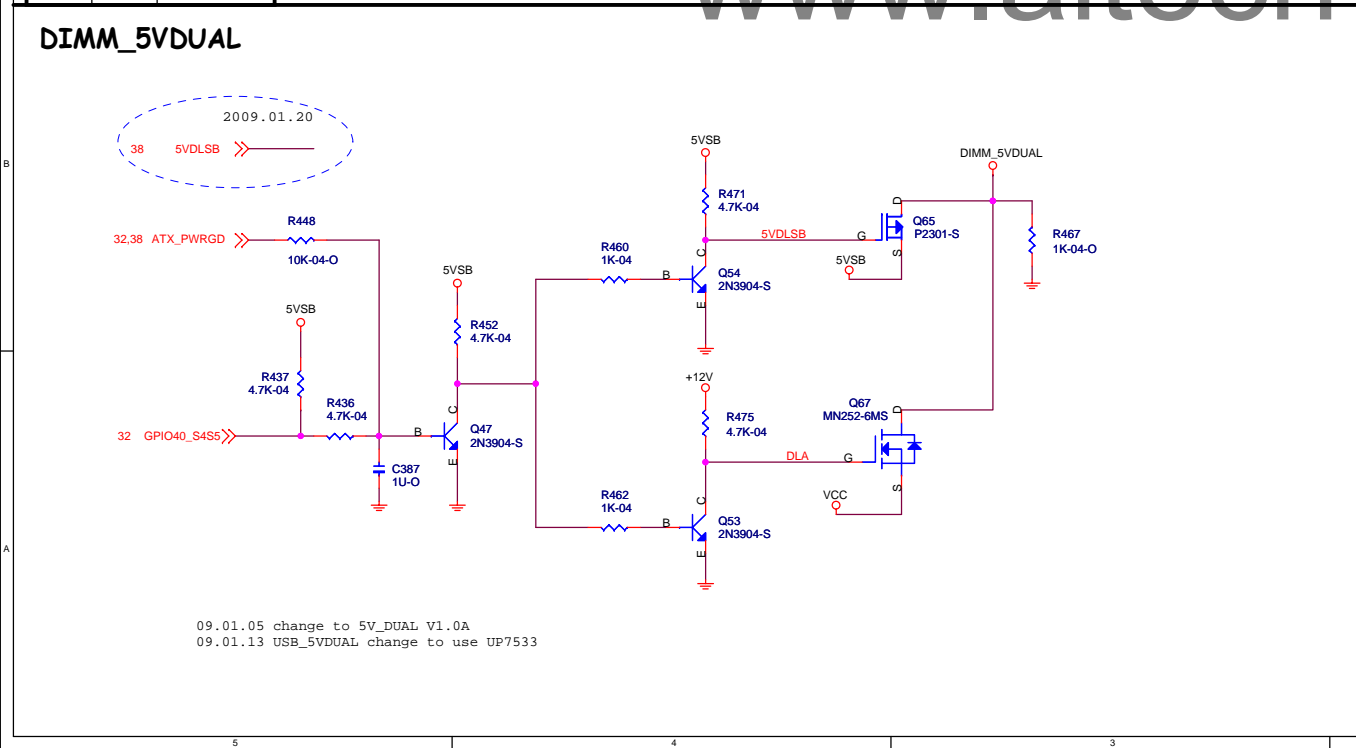 DIMM_5VDUAL
2009.01.20
38 5VDLSB
32,38 ATX_PWRGD
R448
10K-04-O
5VSB
R437
4.7K-04
R436
4.7K-04
32 GPIO40_S4S5
C387
1U-O
5VSB
R452
4.7K-04
B
C
E
Q47
2N3904-S
R460
1K-04
5VSB
R471
4.7K-04
5VDLSB
B
C
E
Q54
2N3904-S
G
D
S
Q65
P2301-S
5VSB
DIMM_5VDUAL
R467
1K-04-O
+12V
R475
4.7K-04
DLA
R462
1K-04
B
C
E
Q53
2N3904-S
Q67
MN252-6MS
G
D
S
VCC
09.01.05 change to 5V_DUAL V1.0A
09.01.13 USB_5VDUAL change to use UP7533
B
A
5
4
3